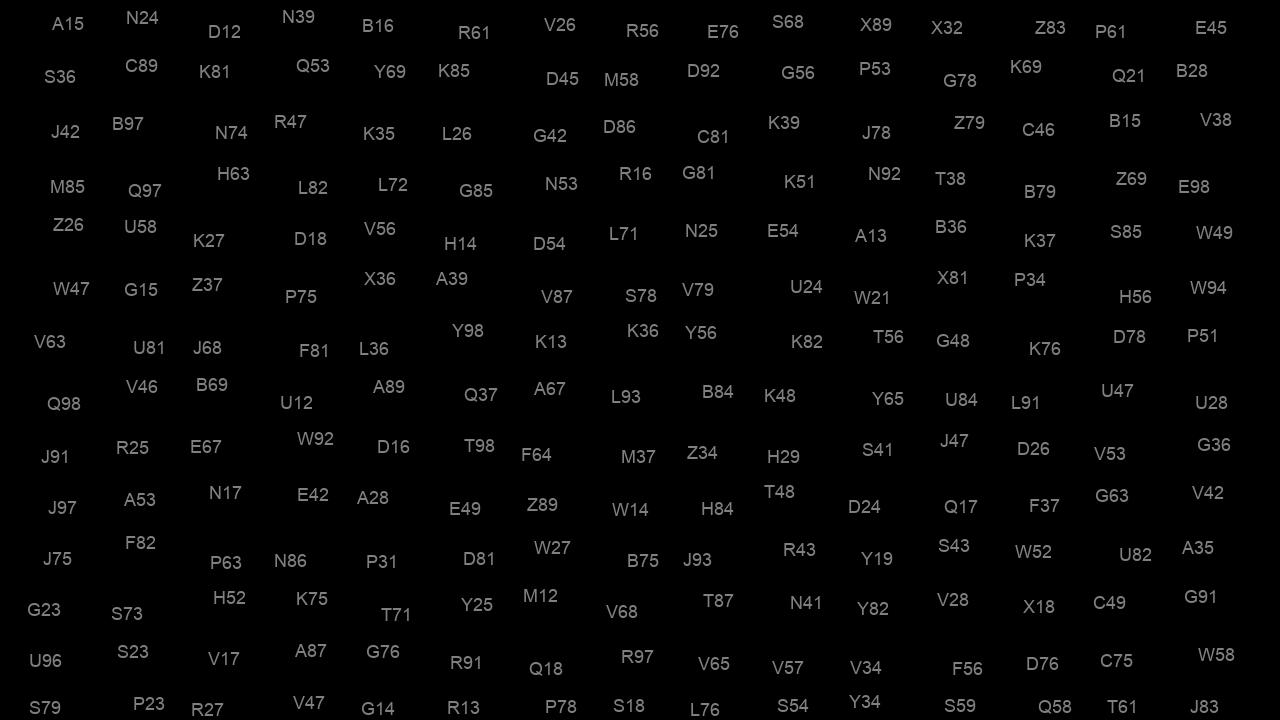 A15 N24 D12 N39 B16 R61 V26 R56 E76 S68 X89 X32 Z83 P61 E45
S36 C89 K81 Q53 Y69 K85 D45 M58 D92 G56 P53 G78 K69 Q21 B28
J42 B97 N74 R47 K35 L26 G42 D86 C81 K39 J78 Z79 C46 B15 V38
M85 Q97 H63 L82 L72 G85 N53 R16 G81 K51 N92 T38 B79 Z69 E98
Z26 U58 K27 D18 V56 H14 D54 L71 N25 E54 A13 B36 K37 S85 W49
W47 G15 Z37 P75 X36 A39 V87 S78 V79 U24 W21 X81 P34 H56 W94
V63 U81 J68 F81 L36 Y98 K13 K36 Y56 K82 T56 G48 K76 D78 P51
Q98 V46 B69 U12 A89 Q37 A67 L93 B84 K48 Y65 U84 L91 U47 U28
J91 R25 E67 W92 D16 T98 F64 M37 Z34 H29 S41 J47 D26 V53 G36
J97 A53 N17 E42 A28 E49 Z89 W14 H84 T48 D24 Q17 F37 G63 V42
J75 F82 P63 N86 P31 D81 W27 B75 J93 R43 Y19 S43 W52 U82 A35
G23 S73 H52 K75 T71 Y25 M12 V68 T87 N41 Y82 V28 X18 C49 G91
U96 S23 V17 A87 G76 R91 Q18 R97 V65 V57 V34 F56 D76 C75 W58
S79 P23 R27 V47 G14 R13 P78 S18 L76 S54 Y34 S59 Q58 T61 J83